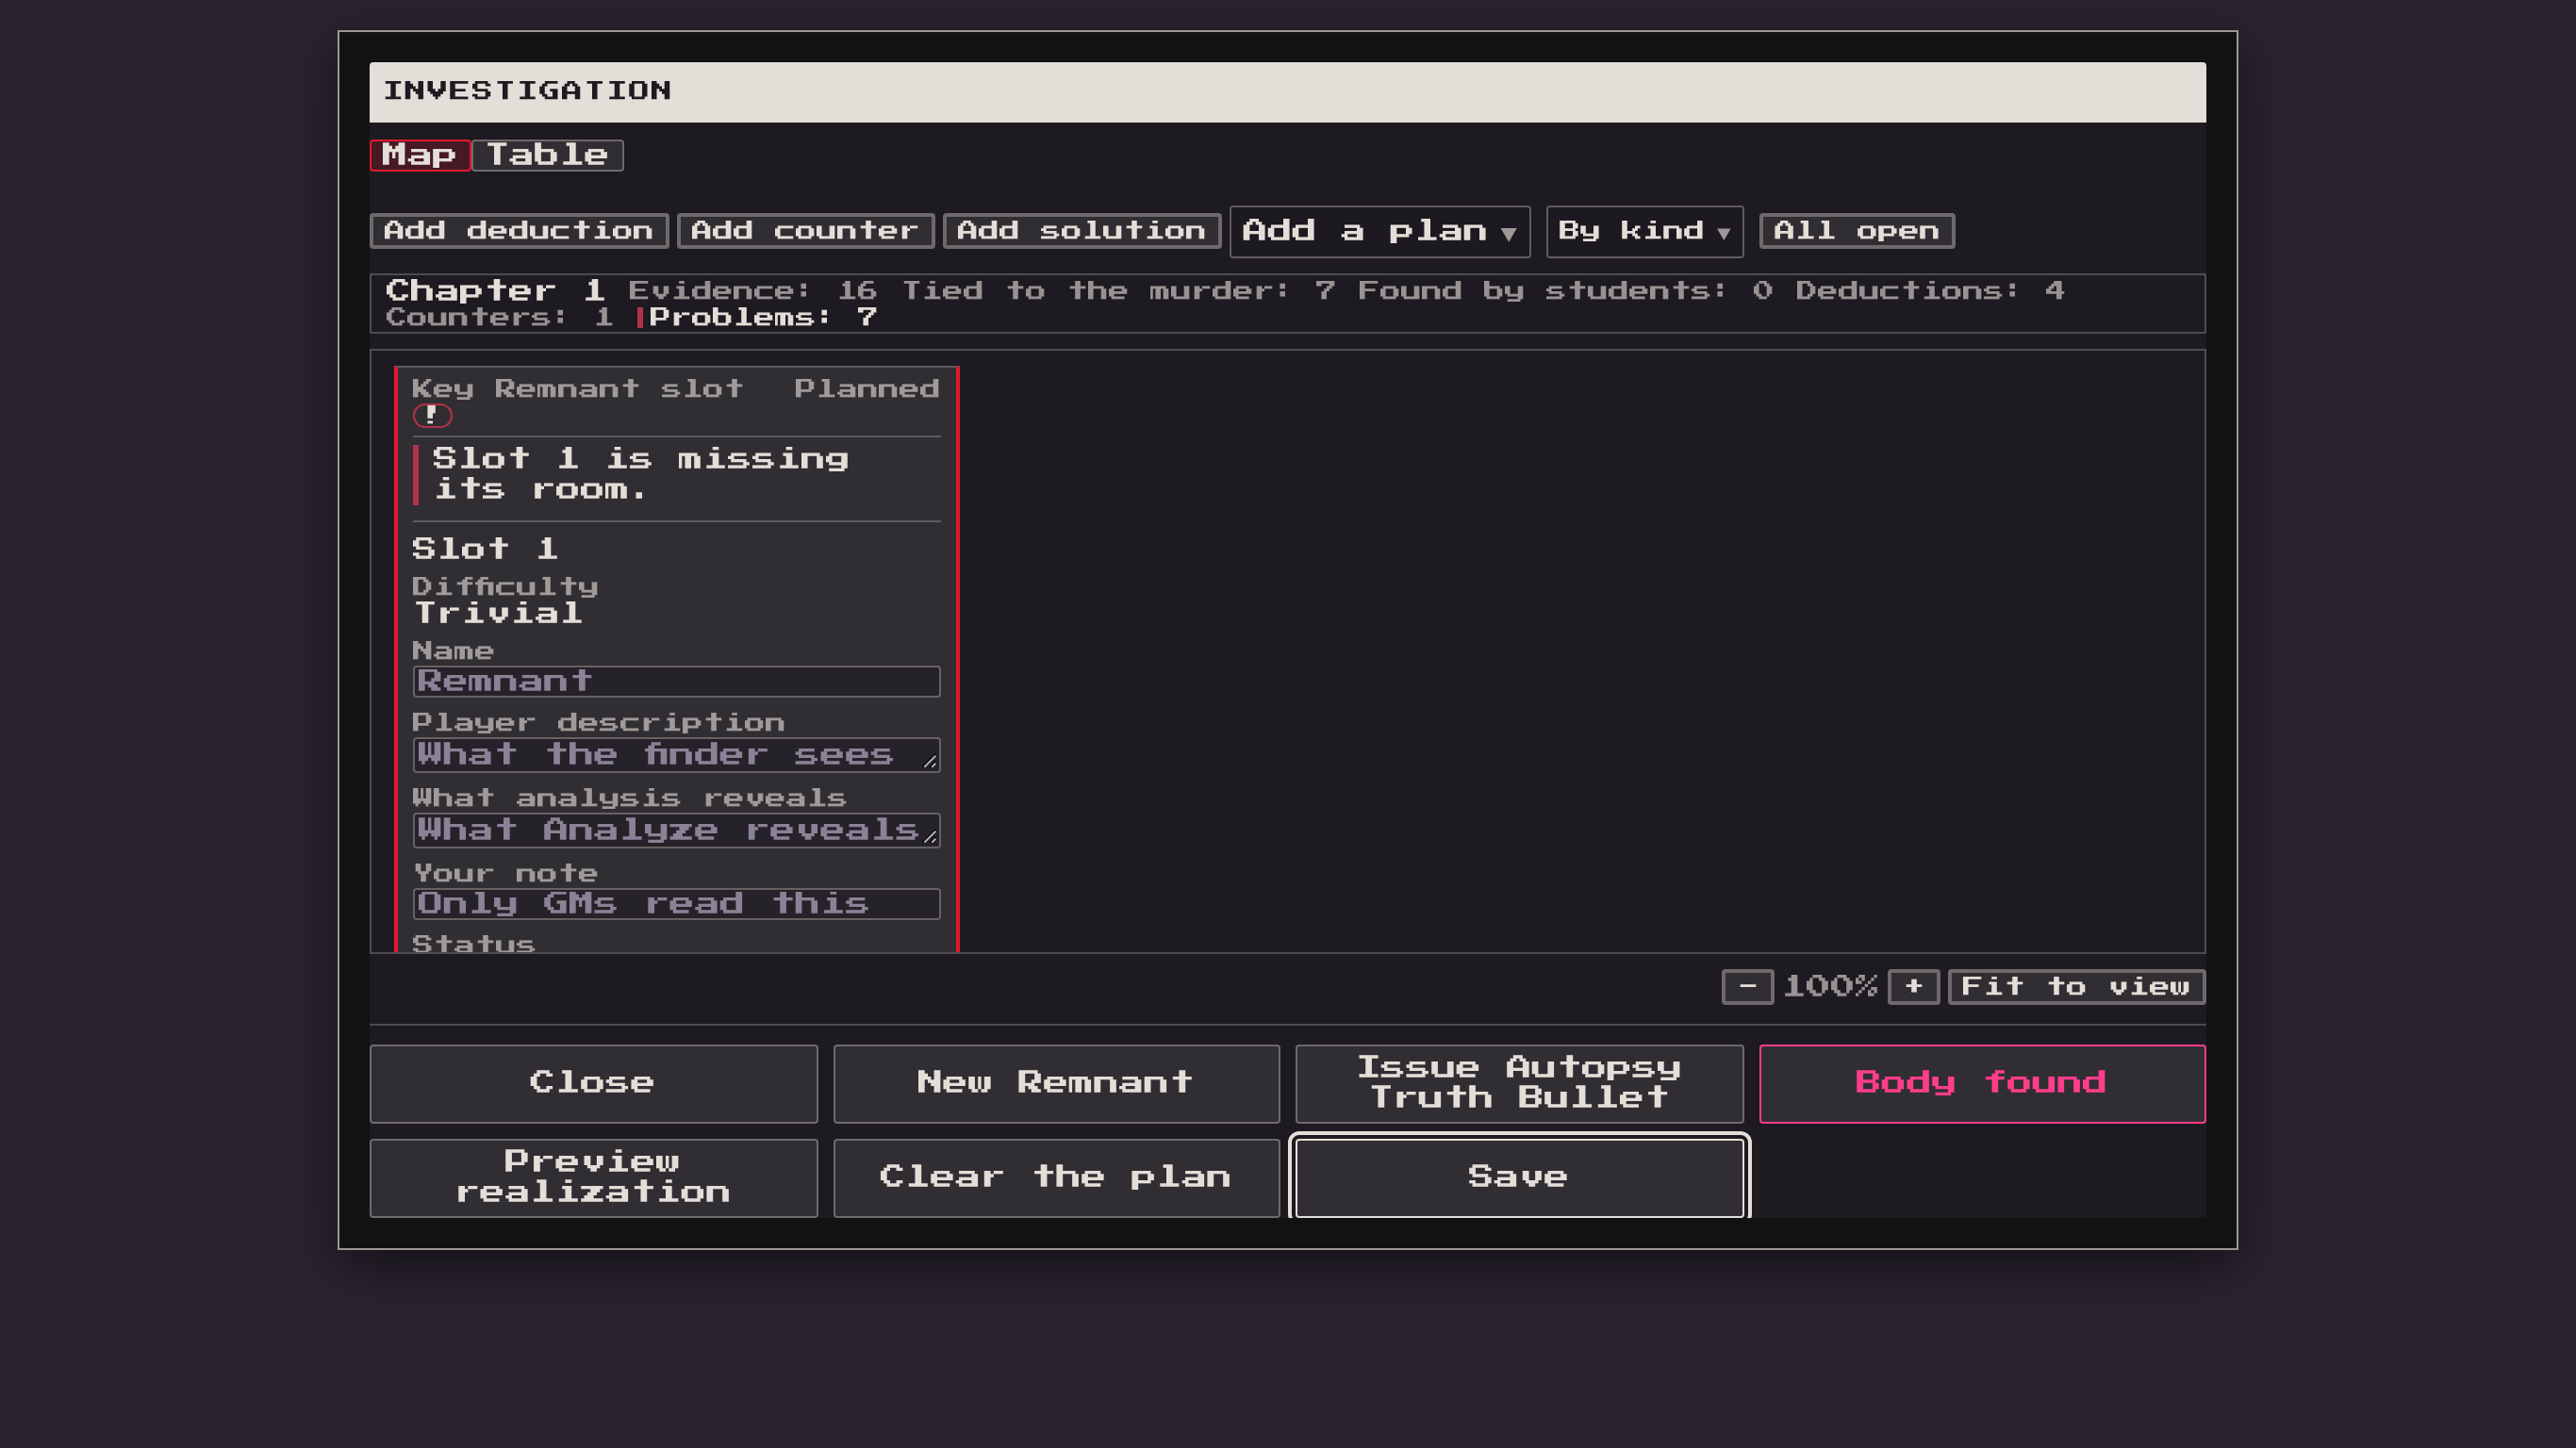 INVESTIGATION
Map Table
Add deduction Add counter Add solution Add a plan ▼ By kind ▼ All open
Chapter 1 Evidence: 16 Tied to the murder: 7 Found by students: 0 Deductions: 4
Counters: 1 Problems: 7
Key Remnant slot Planned
!
Slot 1 is missing
its room.
Slot 1
Difficulty
Trivial
Name
Remnant
Player description
What the finder sees
What analysis reveals
What Analyze reveals
Your note
Only GMs read this
Status
- 100% + Fit to view
Close New Remnant Issue Autopsy Truth Bullet Body found
Preview realization Clear the plan Save